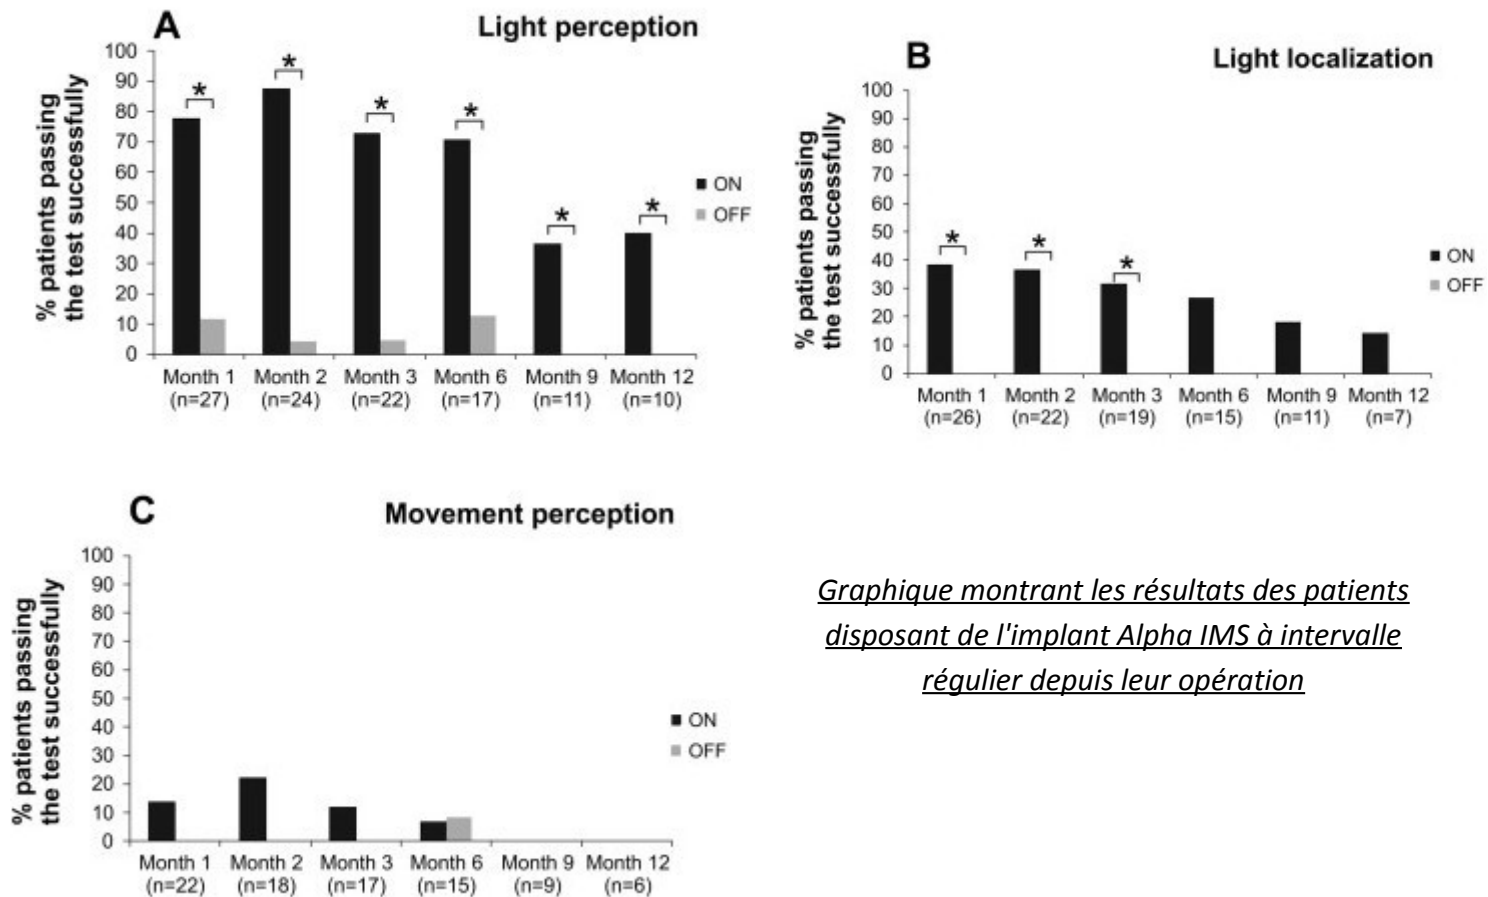 A
Light perception
% patients passing
the test successfully
100
90
80
70
60
50
40
30
20
10
0
*
*
*
*
*
*
ON
OFF
Month 1 Month 2 Month 3 Month 6 Month 9 Month 12
(n=27) (n=24) (n=22) (n=17) (n=11) (n=10)
B
Light localization
% patients passing
the test successfully
100
90
80
70
60
50
40
30
20
10
0
*
*
*
ON
OFF
Month 1 Month 2 Month 3 Month 6 Month 9 Month 12
(n=26) (n=22) (n=19) (n=15) (n=11) (n=7)
C
Movement perception
% patients passing
the test successfully
100
90
80
70
60
50
40
30
20
10
0
ON
OFF
Month 1 Month 2 Month 3 Month 6 Month 9 Month 12
(n=22) (n=18) (n=17) (n=15) (n=9) (n=6)
Graphique montrant les résultats des patients
disposant de l'implant Alpha IMS à intervalle
régulier depuis leur opération